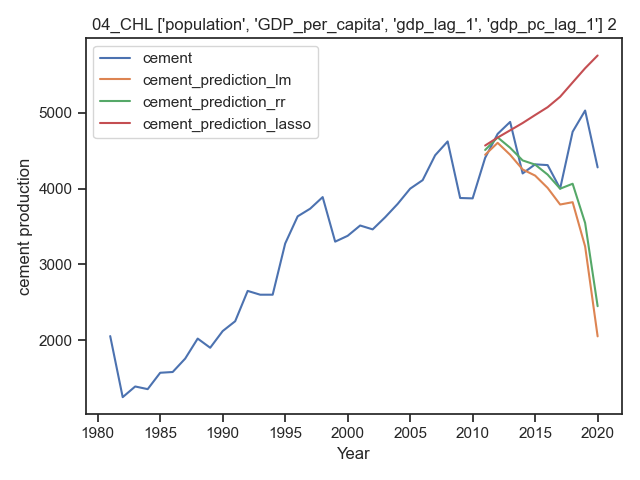 04_CHL ['population', 'GDP_per_capita', 'gdp_lag_1', 'gdp_pc_lag_1'] 2
cement
cement_prediction_lm
cement_prediction_rr
cement_prediction_lasso
5000
4000
3000
2000
cement production
1980 1985 1990 1995 2000 2005 2010 2015 2020
Year